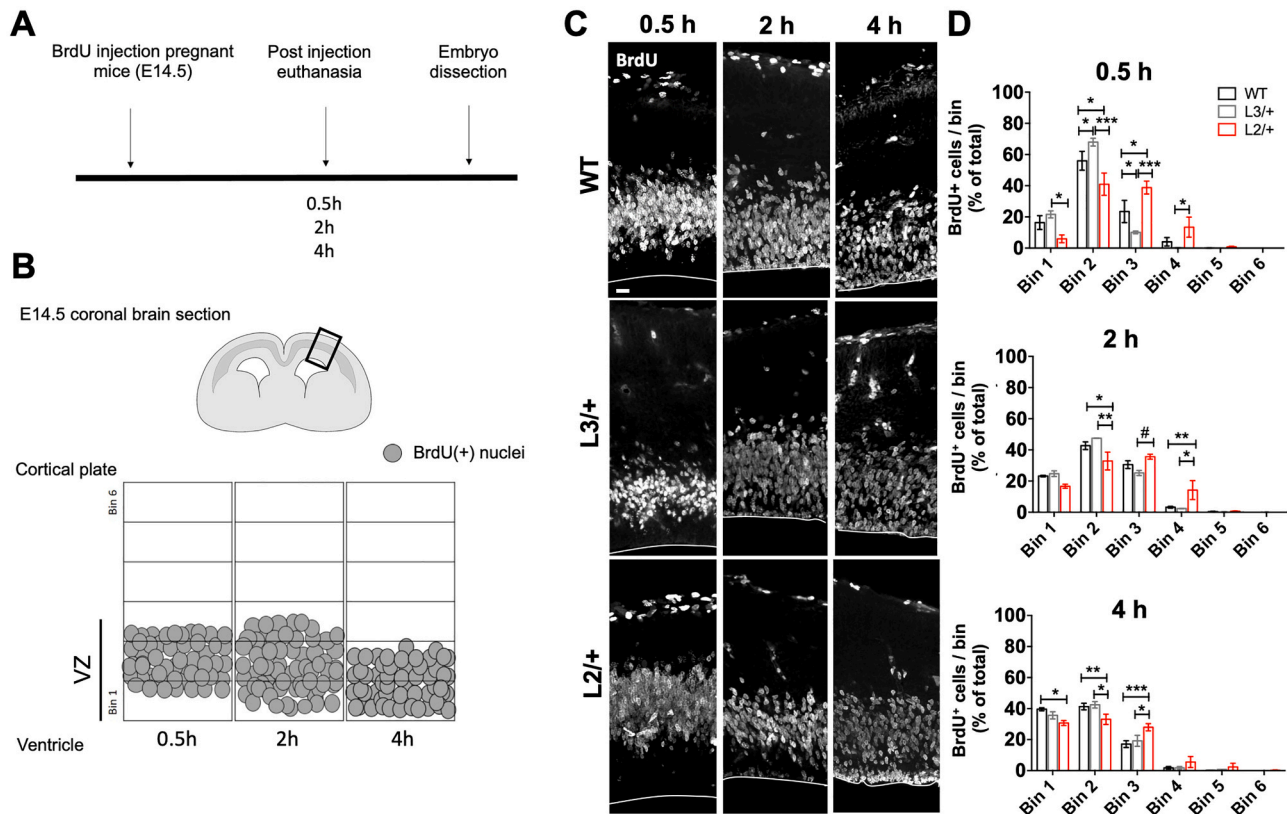 A
BrdU injection pregnant
mice (E14.5)
Post injection
euthanasia
Embryo
dissection
0.5h
2h
4h
B
E14.5 coronal brain section
BrdU(+) nuclei
Cortical plate
Bin 6
VZ
Bin 1
Ventricle
0.5h
2h
4h
C
0.5 h
2 h
4 h
BrdU
WT
L3/+
L2/+
D
0.5 h
WT
L3/+
L2/+
BrdU+ cells / bin
(% of total)
100
80
60
40
20
0
* * * *** * * *** *
Bin 1 Bin 2 Bin 3 Bin 4 Bin 5 Bin 6
2 h
BrdU⁺ cells / bin
(% of total)
100
80
60
40
20
0
* ** # ** *
Bin 1 Bin 2 Bin 3 Bin 4 Bin 5 Bin 6
4 h
BrdU⁺ cells / bin
(% of total)
100
80
60
40
20
0
* ** * *** *
Bin 1 Bin 2 Bin 3 Bin 4 Bin 5 Bin 6